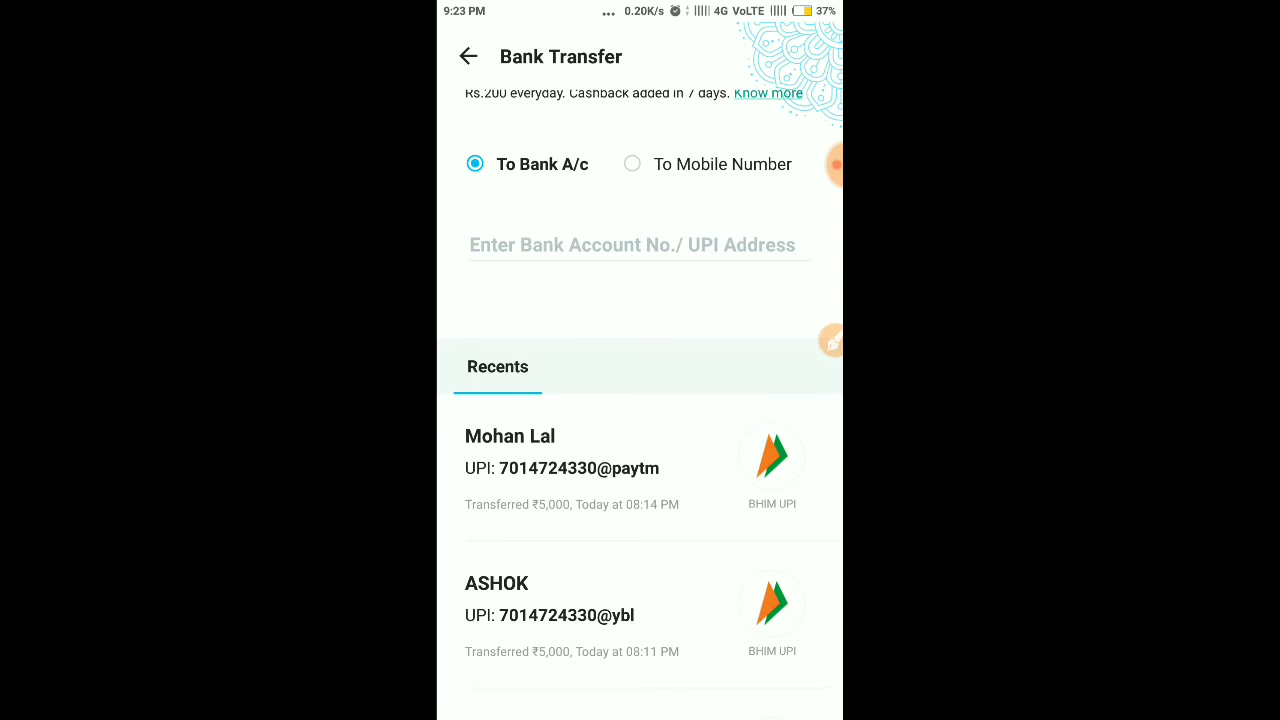 9:23 PM ... 0.20K/s 4G VoLTE 37%
Bank Transfer
Rs.200 everyday. Cashback added in 7 days. Know more
To Bank A/c To Mobile Number
Enter Bank Account No./ UPI Address
Recents
Mohan Lal
UPI: 7014724330@paytm
Transferred ₹5,000, Today at 08:14 PM
BHIM UPI
ASHOK
UPI: 7014724330@ybl
Transferred ₹5,000, Today at 08:11 PM
BHIM UPI